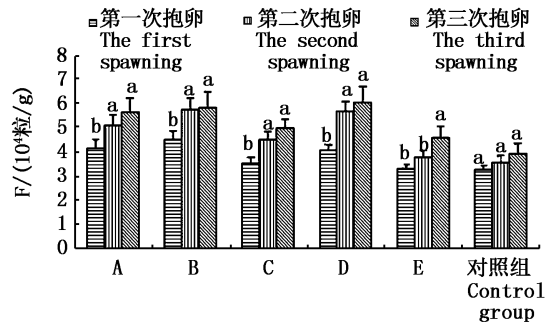 第一次抱卵 第二次抱卵 第三次抱卵
The first The second The third
spawning spawning spawning
F/(10⁴粒/g)
8
7
6
5
4
3
2
1
0
b a a
b a a
b a a
b a a
b b a
a a a
A B C D E 对照组
Control
group